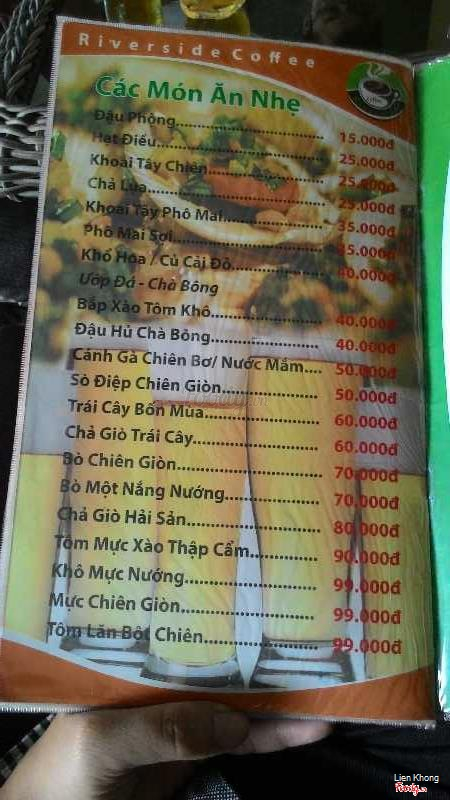 Riverside Coffee
Các Món Ăn Nhẹ
Đậu Phộng 15.000đ
Hạt Điều 25.000đ
Khoai Tây Chiên 25.000đ
Chả Lụa 25.000đ
Khoai Tây Phô Mai 35.000đ
Phô Mai Sợi 35.000đ
Khổ Hoa / Củ Cải Đỏ 40.000đ
Ướp Đá - Chà Bông
Bắp Xào Tôm Khô 40.000đ
Đậu Hủ Chà Bông 40.000đ
Cánh Gà Chiên Bơ/ Nước Mắm 50.000đ
Sò Điệp Chiên Giòn 50.000đ
Trái Cây Bốn Mùa 60.000đ
Chả Giò Trái Cây 60.000đ
Bò Chiên Giòn 70.000đ
Bò Một Nắng Nướng 70.000đ
Chả Giò Hải Sản 80.000đ
Tôm Mực Xào Thập Cẩm 90.000đ
Khô Mực Nướng 99.000đ
Mực Chiên Giòn 99.000đ
Tôm Lăn Bột Chiên 99.000đ
Lien Khong
Foody.vn